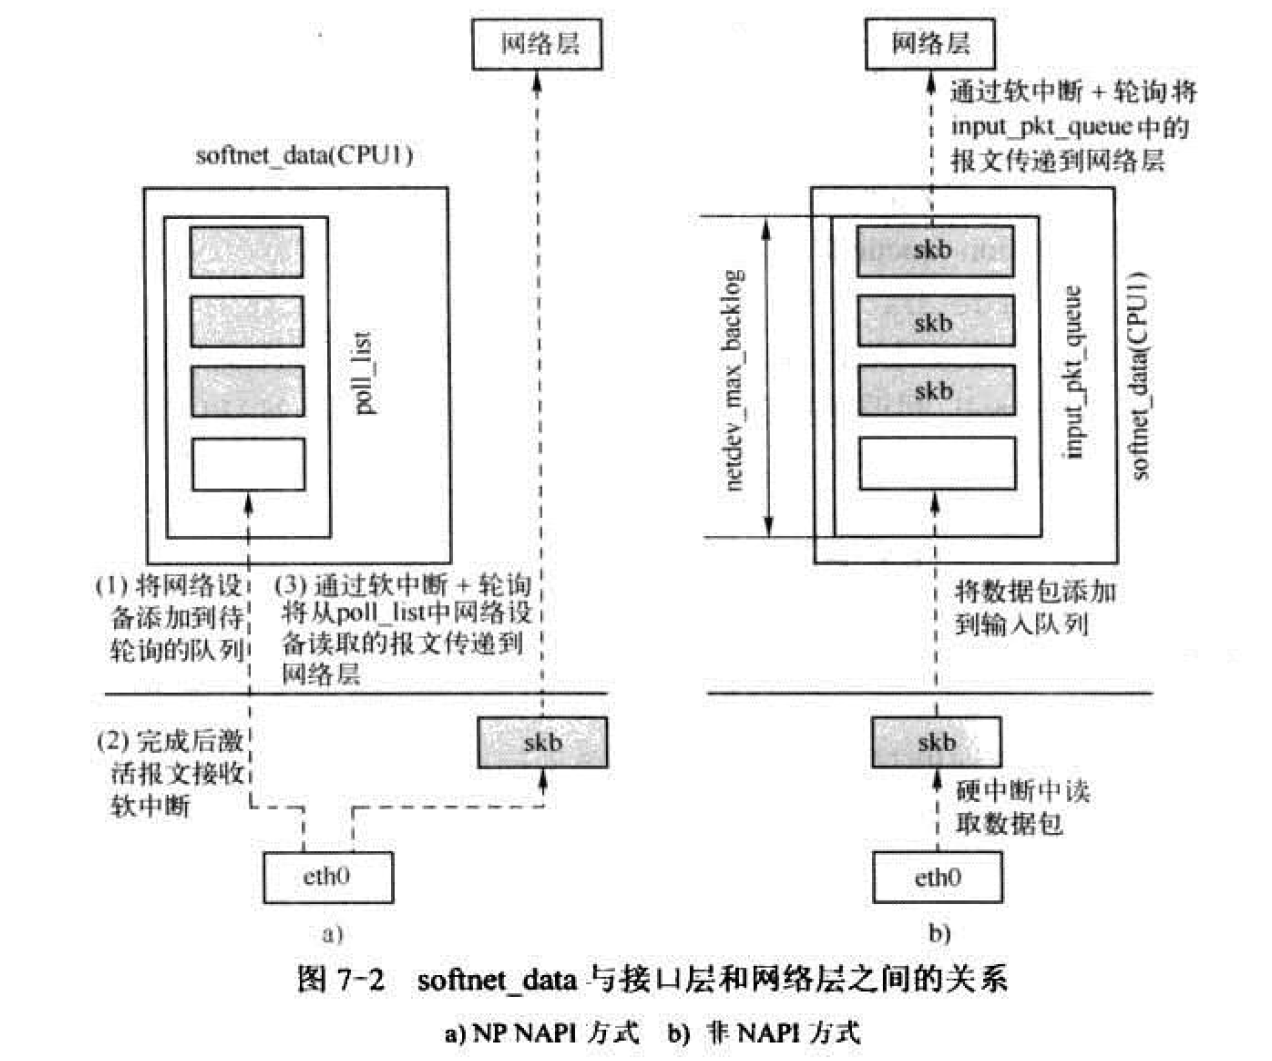 网络层
softnet_data(CPU1)
poll_list
(1) 将网络设
备添加到待
轮询的队列
(3) 通过软中断 + 轮询
将从poll_list中网络设
备读取的报文传递到
网络层
(2) 完成后激
活报文接收
软中断
skb
eth0
a)
网络层
通过软中断 + 轮询将
input_pkt_queue中的
报文传递到网络层
netdev_max_backlog
skb
skb
skb
input_pkt_queue
softnet_data(CPU1)
将数据包添加
到输入队列
skb
硬中断中读
取数据包
eth0
b)
图 7-2 softnet_data 与接口层和网络层之间的关系
a) NP NAPI 方式 b) 非 NAPI 方式